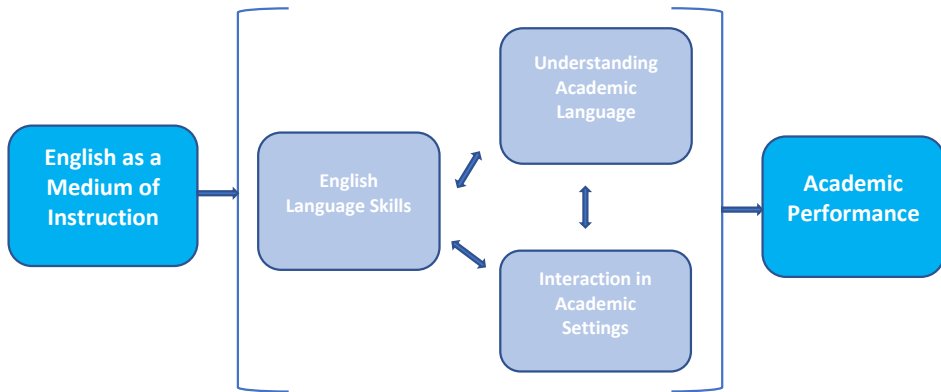 English as a
Medium of
Instruction
English
Language Skills
Understanding
Academic
Language
Interaction in
Academic
Settings
Academic
Performance